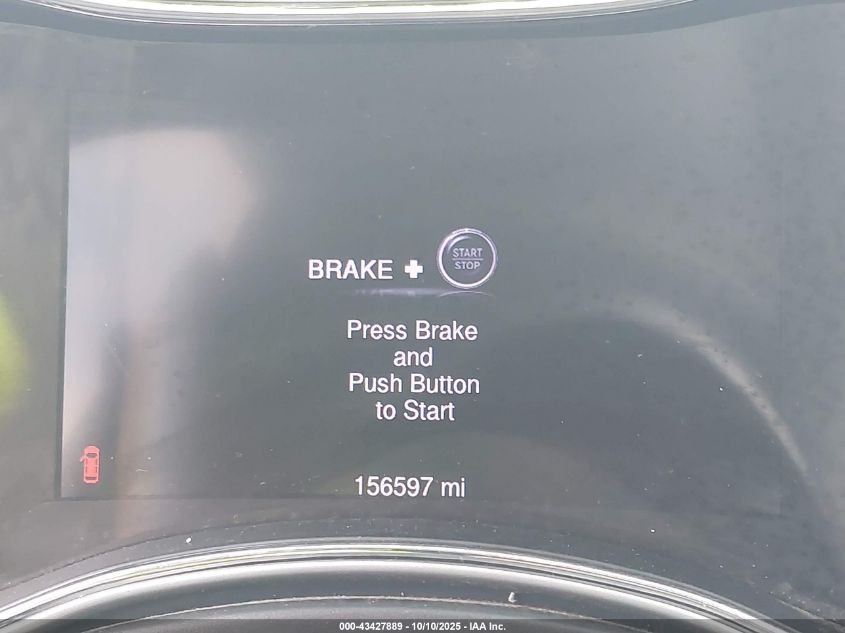 BRAKE + START
STOP
Press Brake
and
Push Button
to Start
156597 mi
000-43427889 - 10/10/2025 - IAA Inc.